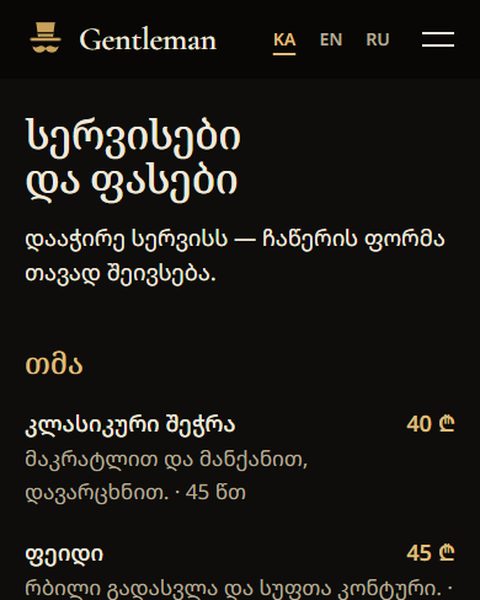 Gentleman KA EN RU
სერვისები
და ფასები
დააჭირე სერვისს — ჩაწერის ფორმა
თავად შეივსება.
თმა
კლასიკური შეჭრა 40 ₾
მაკრატლით და მანქანით,
დავარცხნით. · 45 წთ
ფეიდი 45 ₾
რბილი გადასვლა და სუფთა კონტური. ·